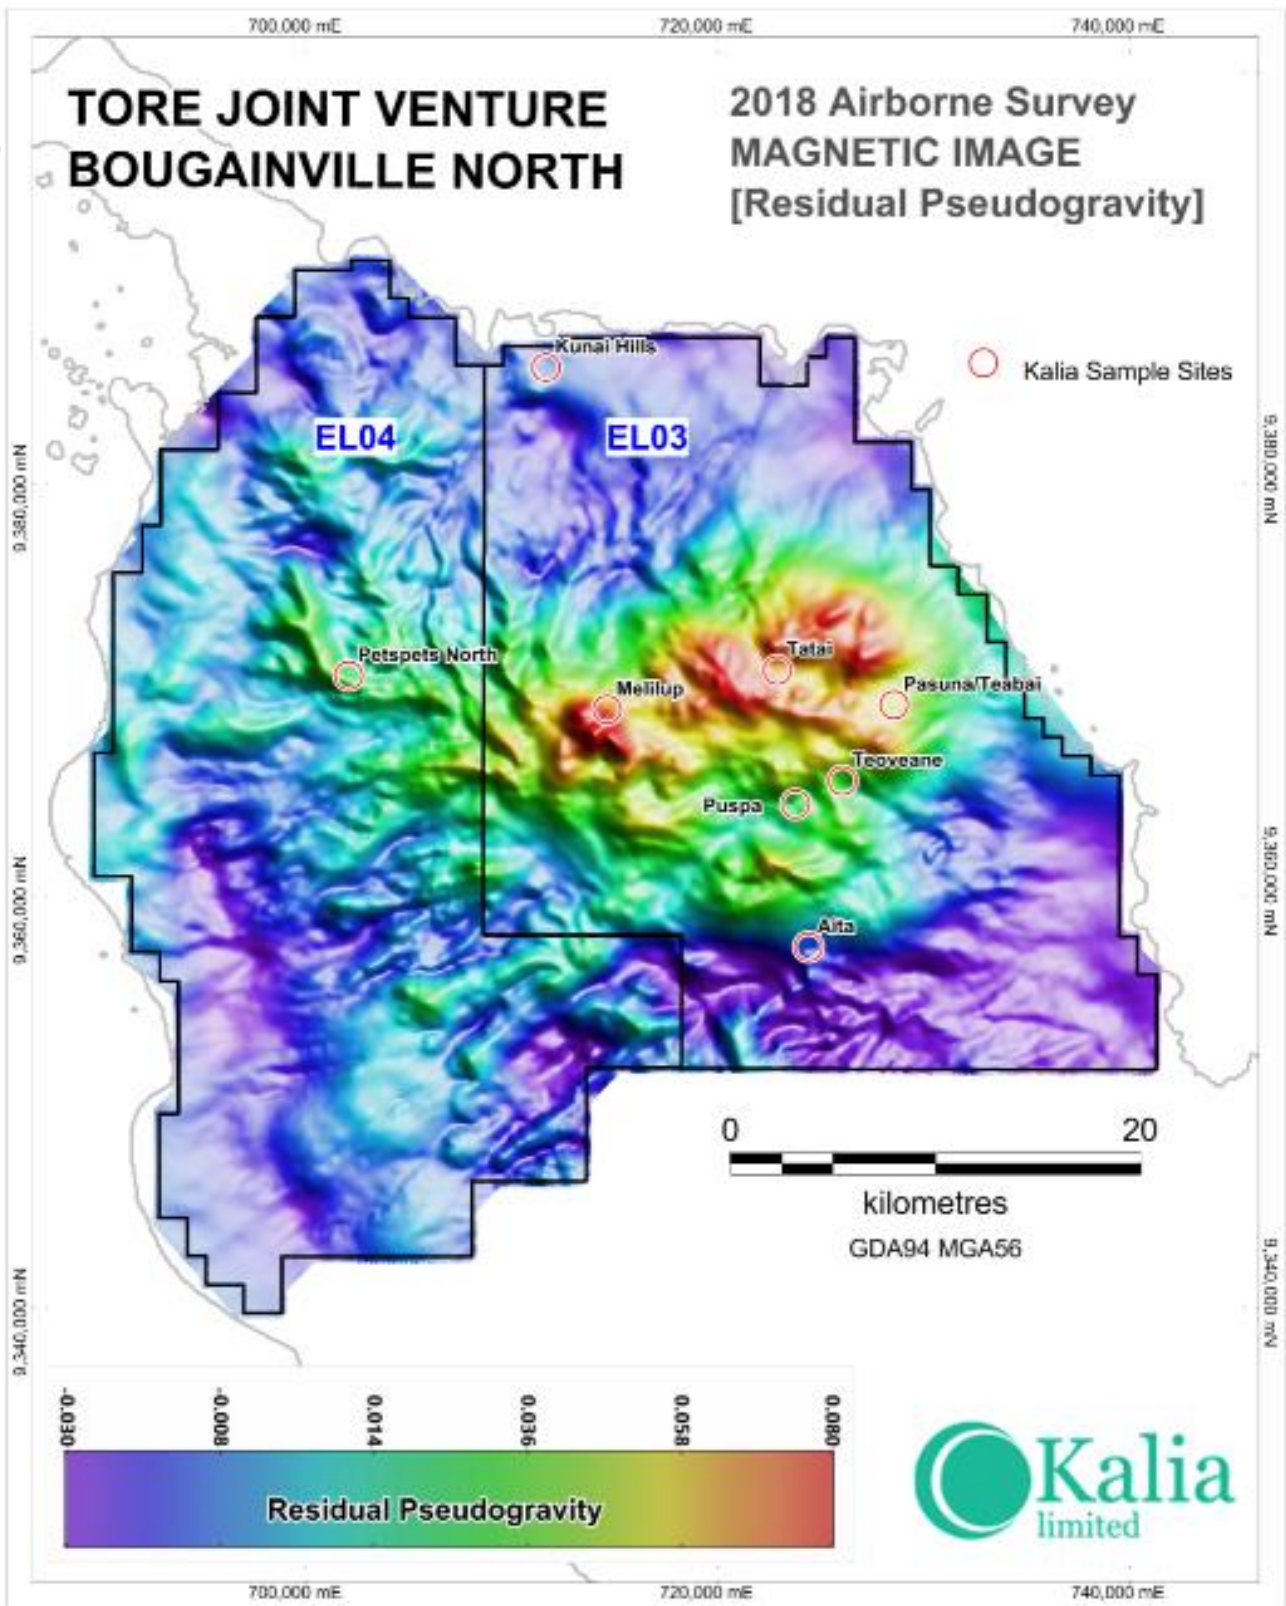 700,000 mE
720,000 mE
740,000 mE
TORE JOINT VENTURE
BOUGAINVILLE NORTH
2018 Airborne Survey
MAGNETIC IMAGE
[Residual Pseudogravity]
Kunai Hills
Kalia Sample Sites
EL04
EL03
9,380,000 mN
9,380,000 mN
Petspets North
Tatai
Melilup
Pasuna/Teabai
Teoveane
Puspa
9,360,000 mN
9,360,000 mN
Aita
0
20
kilometres
GDA94 MGA56
9,340,000 mN
9,340,000 mN
-0.030
-0.008
0.014
0.036
0.058
0.080
Residual Pseudogravity
Kalia
limited
700,000 mE
720,000 mE
740,000 mE